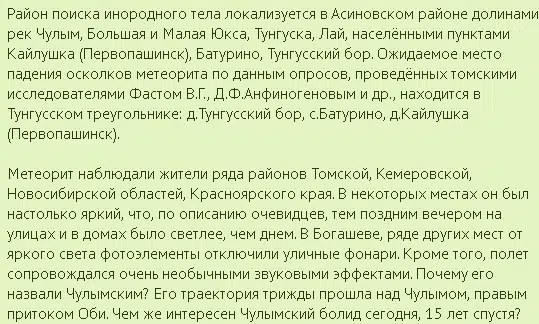 Район поиска инородного тела локализуется в Асиновском районе долинами
рек Чулым, Большая и Малая Юкса, Тунгуска, Лай, населёнными пунктами
Кайлушка (Первопашинск), Батурино, Тунгусский бор. Ожидаемое место
падения осколков метеорита по данным опросов, проведённых томскими
исследователями Фастом В.Г., Д.Ф.Анфиногеновым и др., находится в
Тунгусском треугольнике: д.Тунгусский бор, с.Батурино, д.Кайлушка
(Первопашинск).
Метеорит наблюдали жители ряда районов Томской, Кемеровской,
Новосибирской областей, Красноярского края. В некоторых местах он был
настолько яркий, что, по описанию очевидцев, тем поздним вечером на
улицах и в домах было светлее, чем днем. В Богашеве, ряде других мест от
яркого света фотоэлементы отключили уличные фонари. Кроме того, полет
сопровождался очень необычными звуковыми эффектами. Почему его
назвали Чулымским? Его траектория трижды прошла над Чулымом, правым
притоком Оби. Чем же интересен Чулымский болид сегодня, 15 лет спустя?